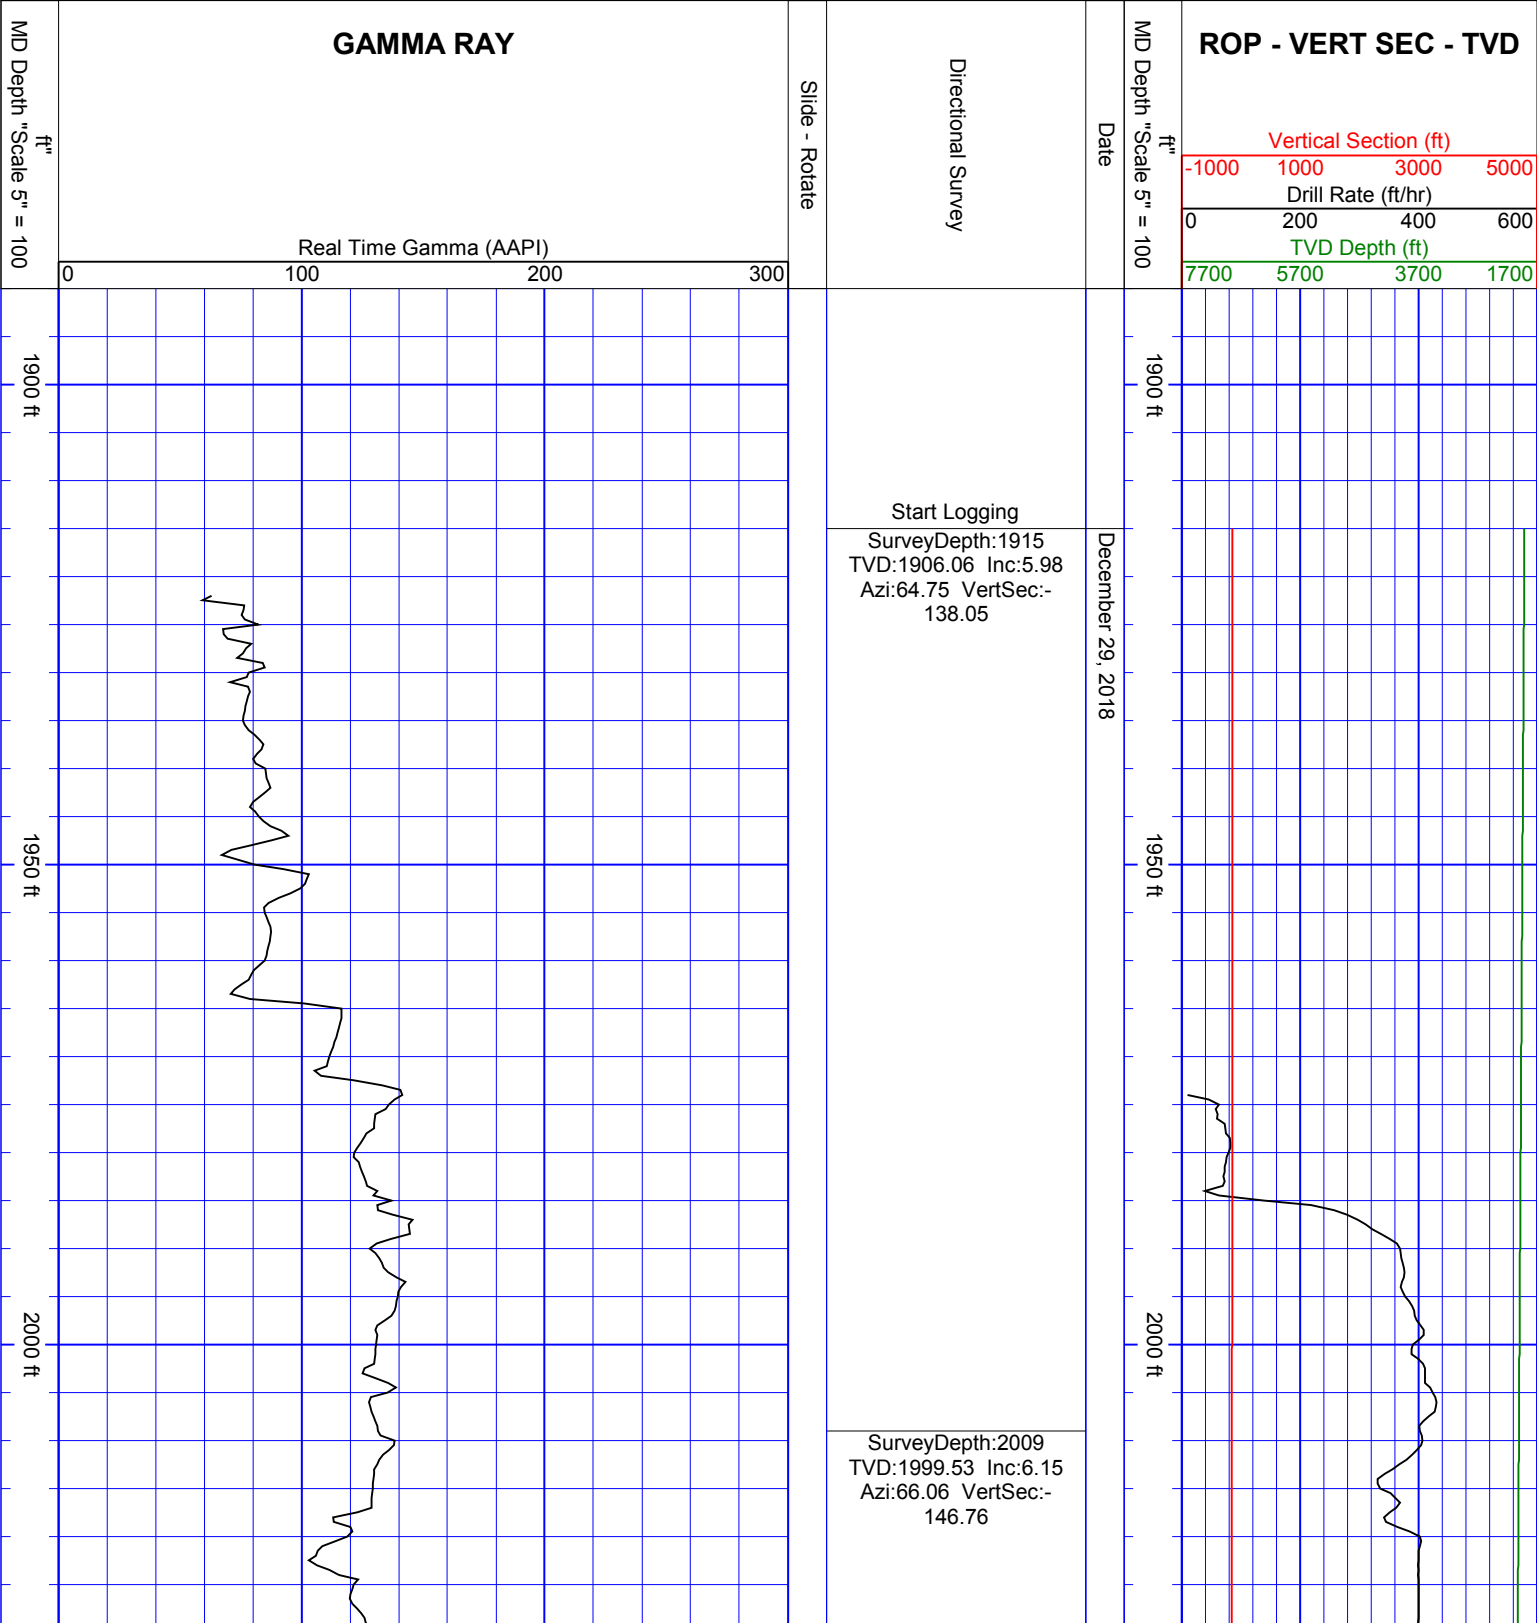 MD Depth "Scale 5" = 100
ft"
GAMMA RAY
Real Time Gamma (AAPI)
0 100 200 300
Slide - Rotate
Directional Survey
Date
MD Depth "Scale 5" = 100
ft"
ROP - VERT SEC - TVD
Vertical Section (ft)
-1000 1000 3000 5000
Drill Rate (ft/hr)
0 200 400 600
TVD Depth (ft)
7700 5700 3700 1700
1900 ft
1900 ft
Start Logging
SurveyDepth:1915
TVD:1906.06 Inc:5.98
Azi:64.75 VertSec:-
138.05
December 29, 2018
1950 ft
1950 ft
2000 ft
2000 ft
SurveyDepth:2009
TVD:1999.53 Inc:6.15
Azi:66.06 VertSec:-
146.76